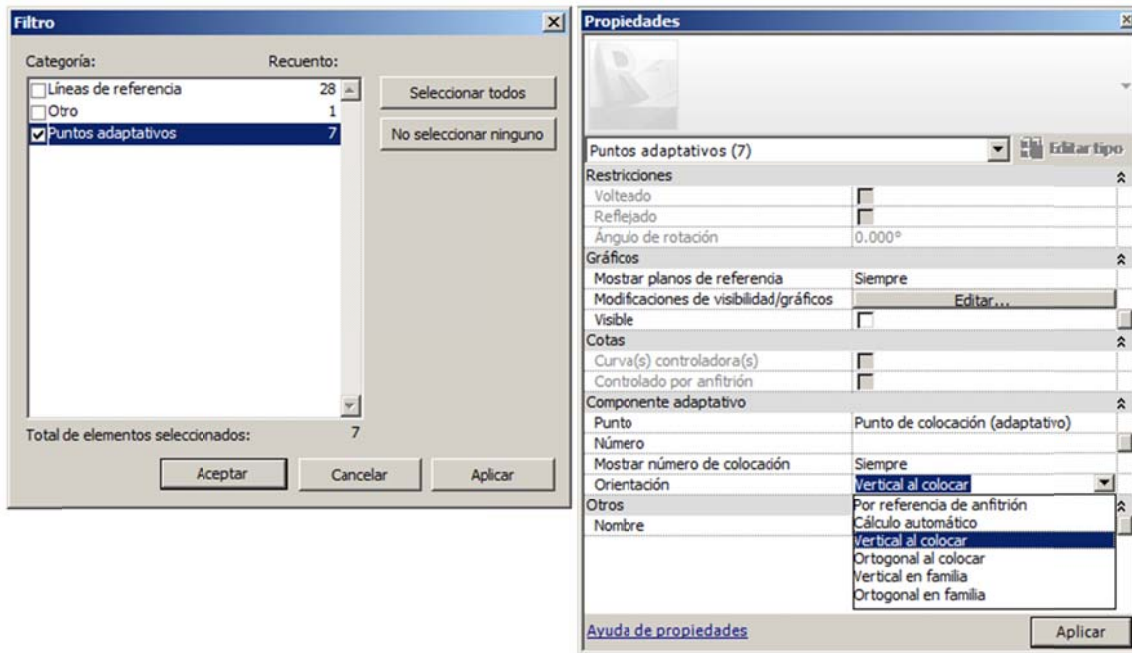 Filtro
Categoría: Recuento:
Líneas de referencia 28
Otro 1
Puntos adaptativos 7
Seleccionar todos
No seleccionar ninguno
Total de elementos seleccionados: 7
Aceptar Cancelar Aplicar
Propiedades
Puntos adaptativos (7) Editar tipo
Restricciones
Volteado
Reflejado
Ángulo de rotación 0.000°
Gráficos
Mostrar planos de referencia Siempre
Modificaciones de visibilidad/gráficos Editar...
Visible
Cotas
Curva(s) controladora(s)
Controlado por anfitrión
Componente adaptativo
Punto Punto de colocación (adaptativo)
Número
Mostrar número de colocación Siempre
Orientación Vertical al colocar
Otros
Nombre
Por referencia de anfitrión
Cálculo automático
Vertical al colocar
Ortogonal al colocar
Vertical en familia
Ortogonal en familia
Ayuda de propiedades Aplicar